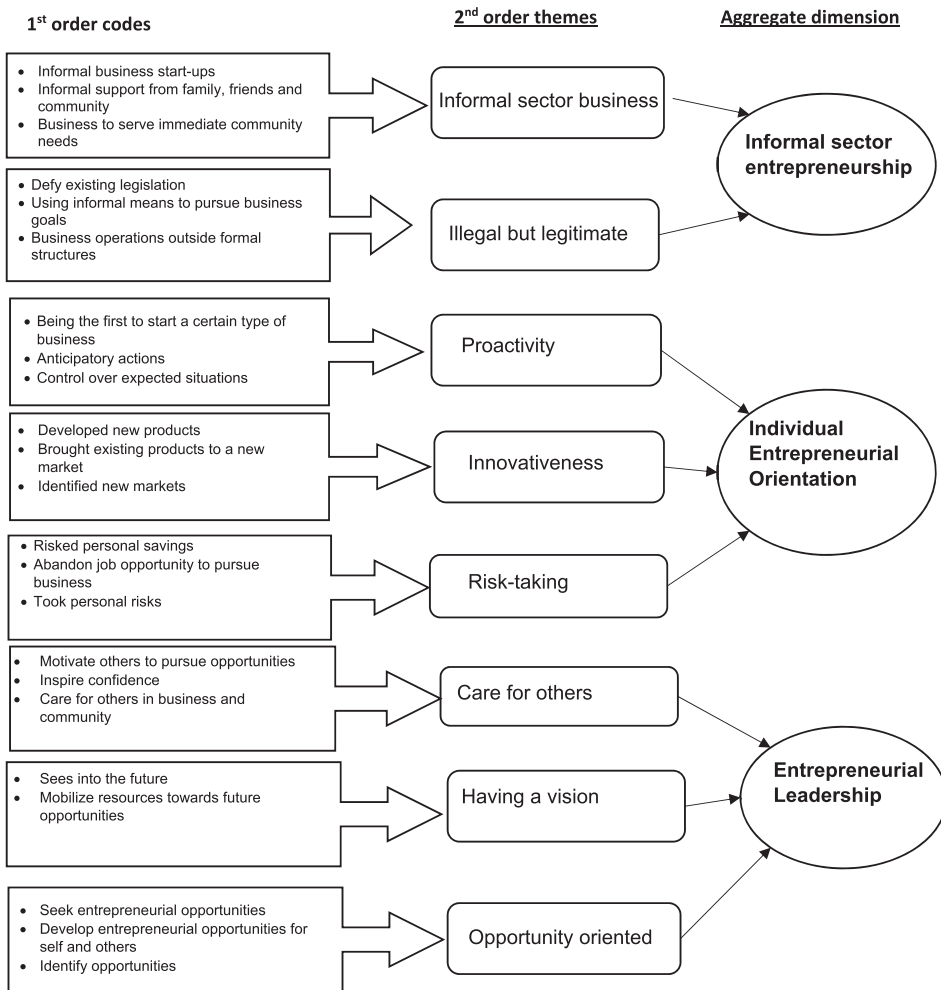 1st order codes
2nd order themes
Aggregate dimension
• Informal business start-ups
• Informal support from family, friends and
community
• Business to serve immediate community
needs
Informal sector business
Informal sector
entrepreneurship
• Defy existing legislation
• Using informal means to pursue business
goals
• Business operations outside formal
structures
Illegal but legitimate
• Being the first to start a certain type of
business
• Anticipatory actions
• Control over expected situations
Proactivity
• Developed new products
• Brought existing products to a new
market
• Identified new markets
Innovativeness
Individual
Entrepreneurial
Orientation
• Risked personal savings
• Abandon job opportunity to pursue
business
• Took personal risks
Risk-taking
• Motivate others to pursue opportunities
• Inspire confidence
• Care for others in business and
community
Care for others
• Sees into the future
• Mobilize resources towards future
opportunities
Having a vision
Entrepreneurial
Leadership
• Seek entrepreneurial opportunities
• Develop entrepreneurial opportunities for
self and others
• Identify opportunities
Opportunity oriented